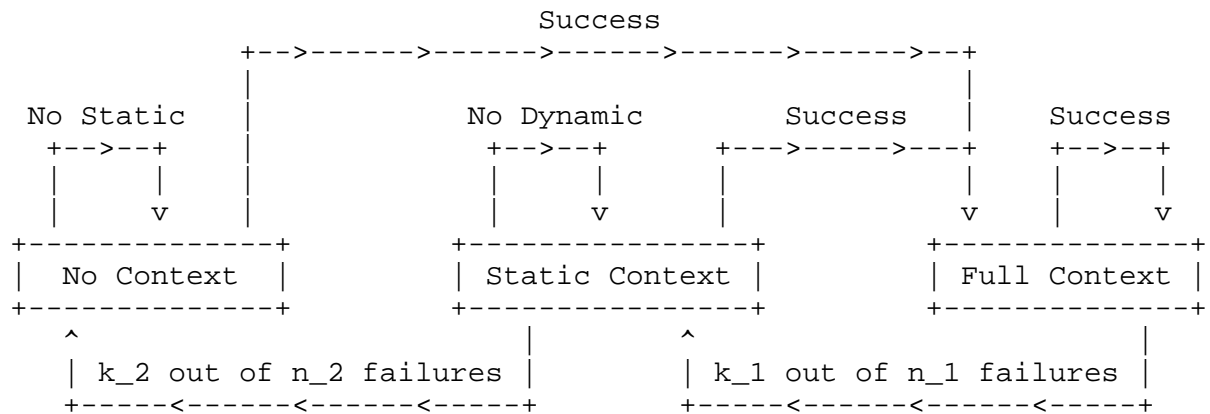 Success
No Static No Dynamic Success Success
No Context Static Context Full Context
k_2 out of n_2 failures k_1 out of n_1 failures